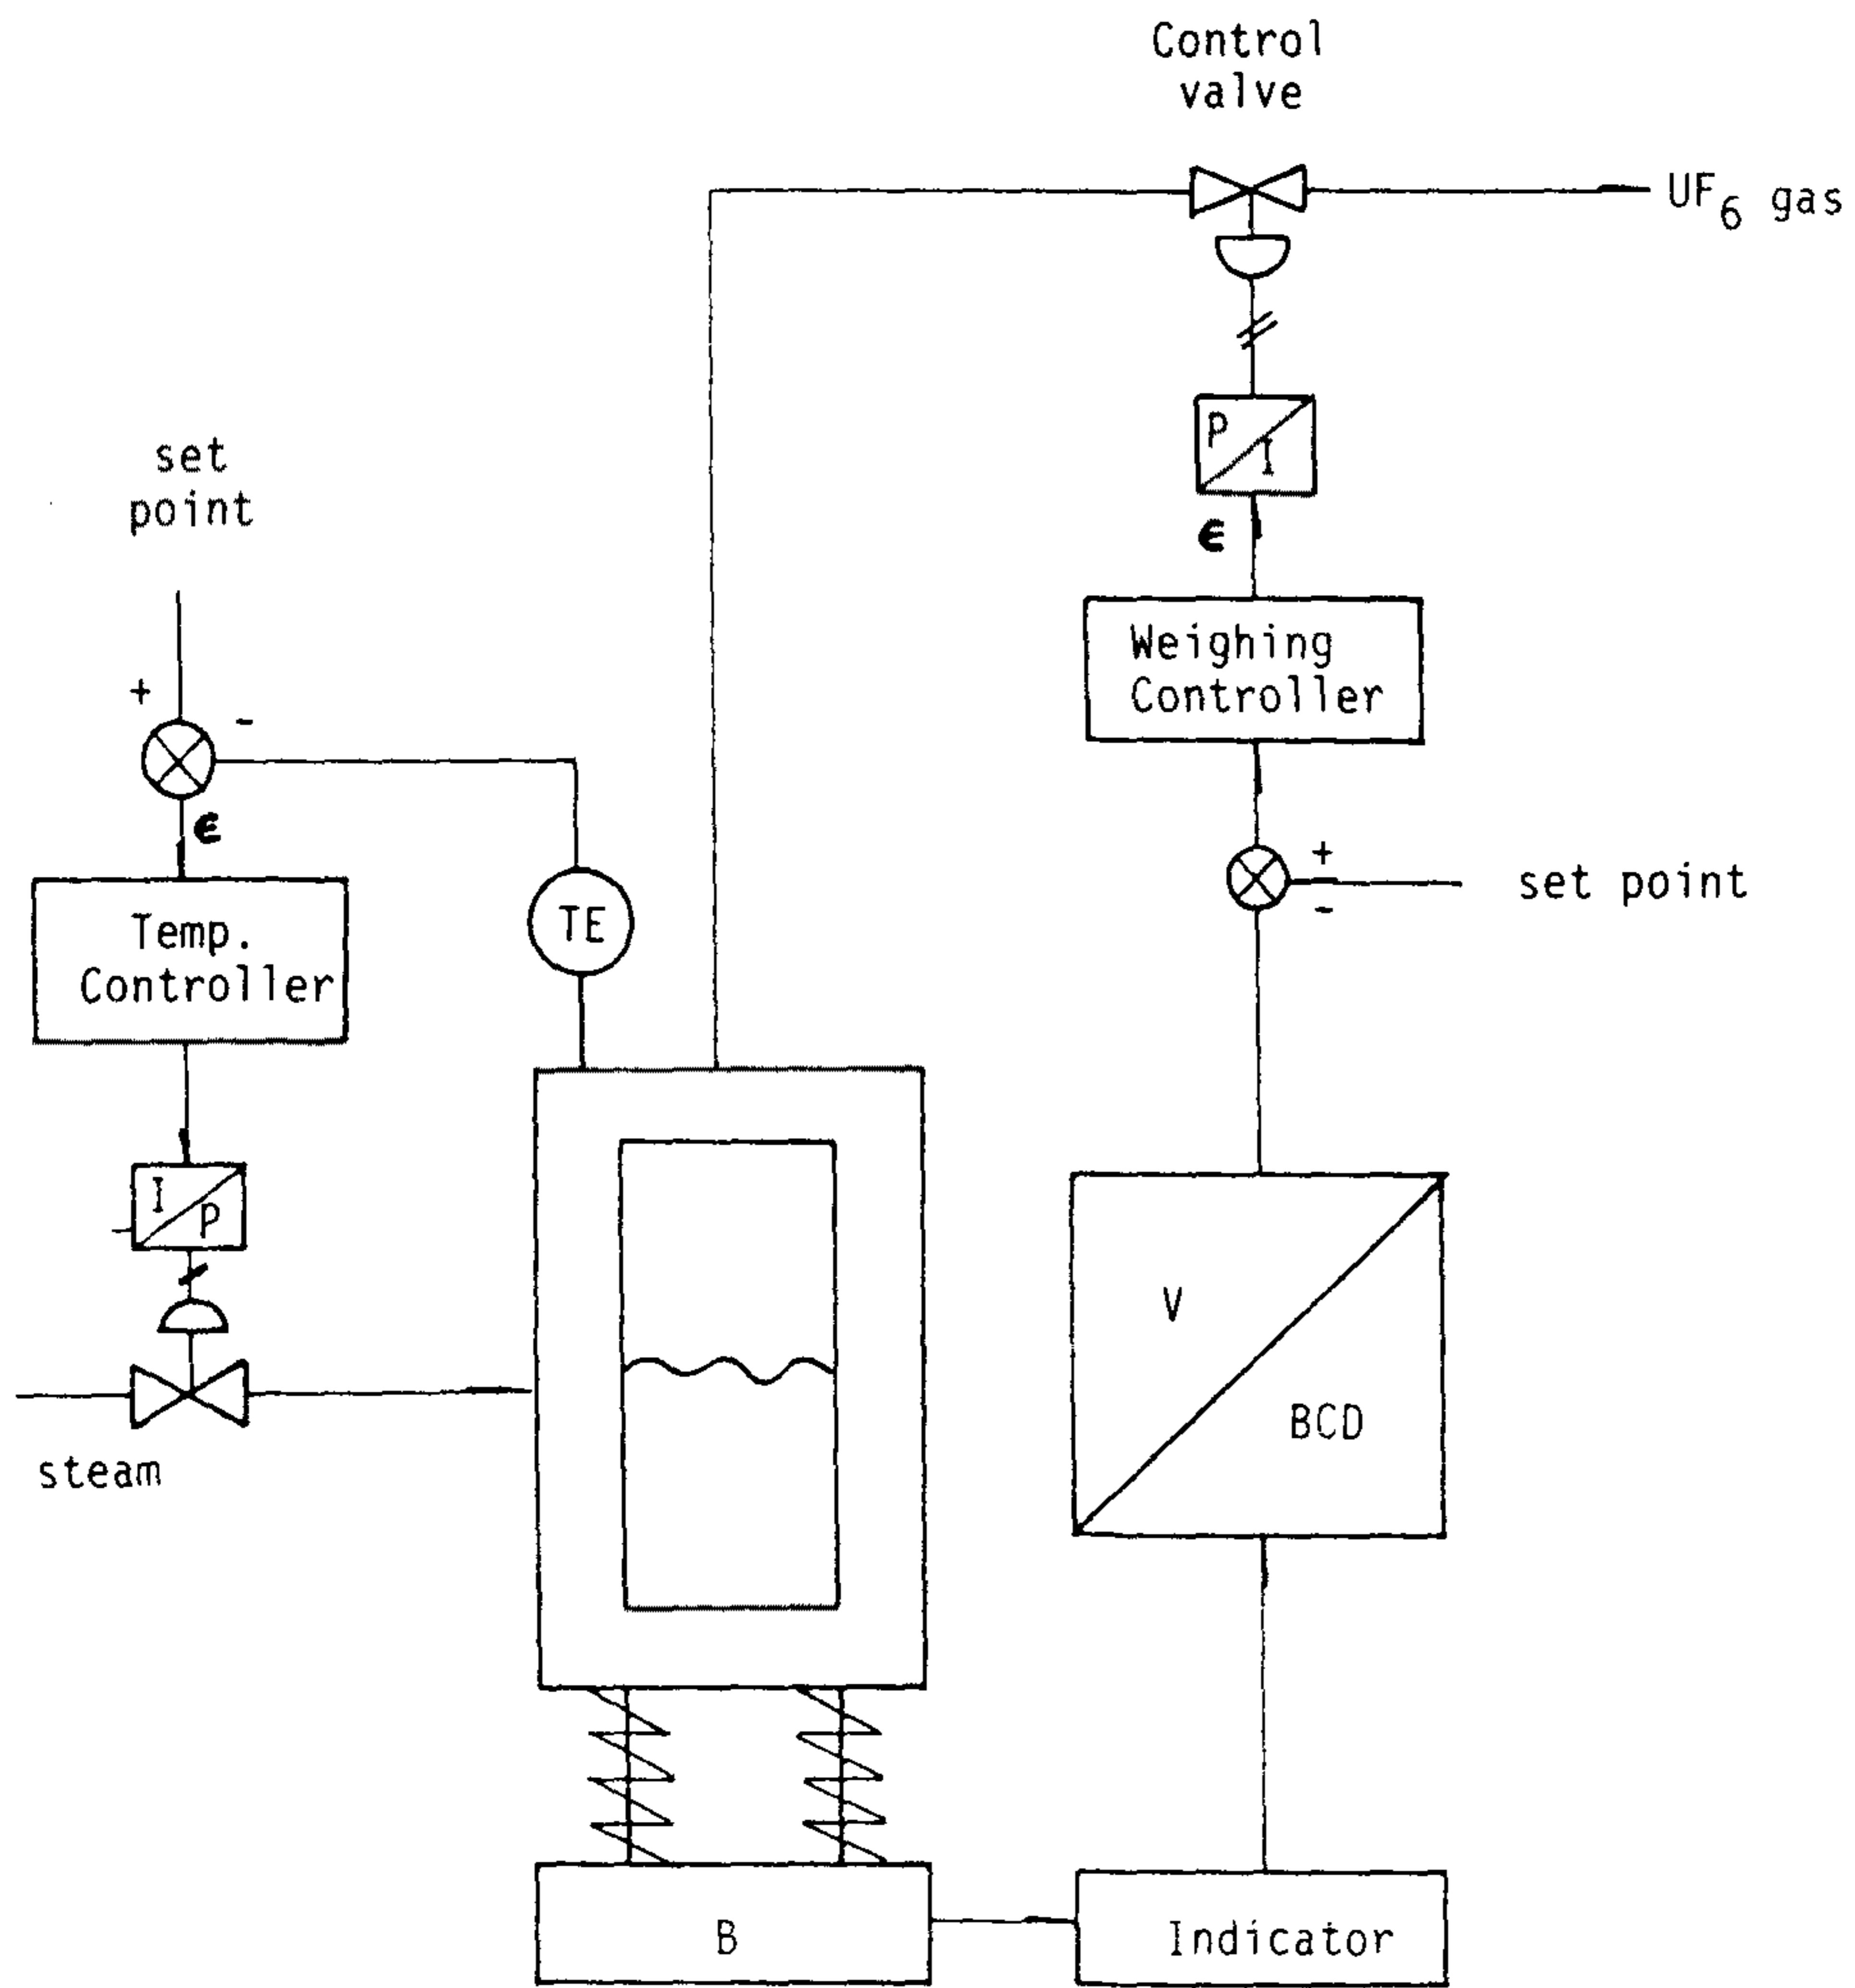 Control
valve
UF6 gas
P
I
set
point
ϵ
Weighing
Controller
+
-
ϵ
+
set point
-
Temp.
Controller
TE
I
P
V
BCD
steam
B
Indicator